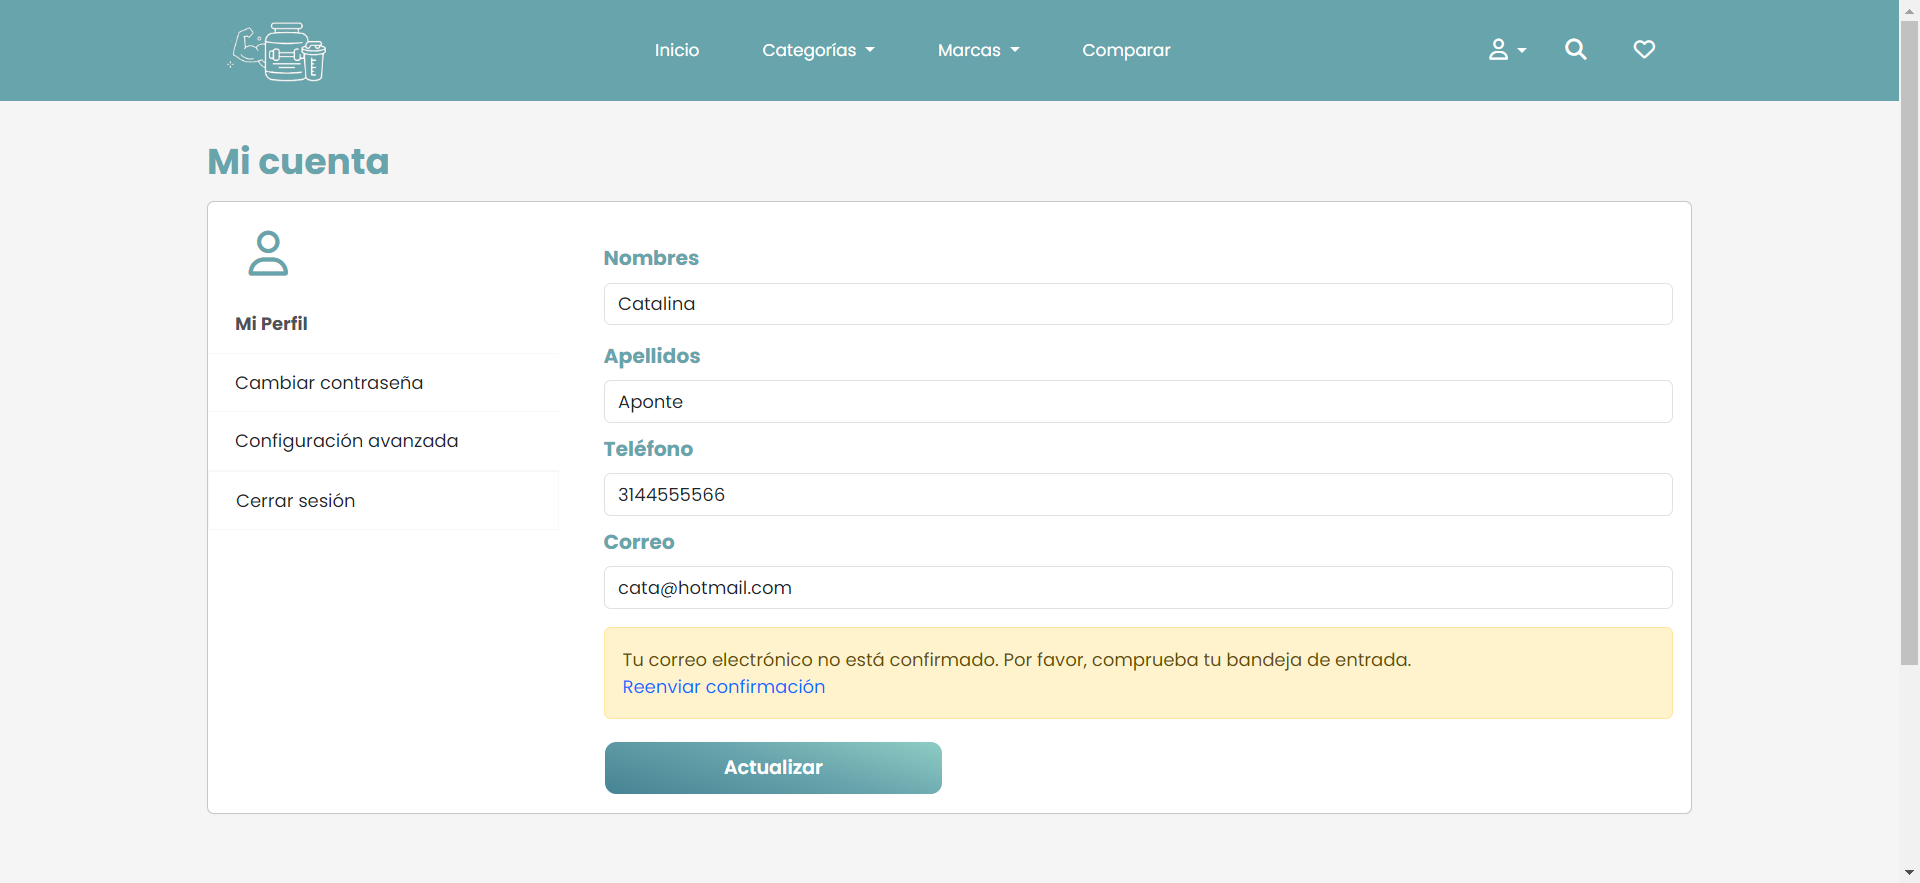 Inicio
Categorías
Marcas
Comparar
Mi cuenta
Mi Perfil
Cambiar contraseña
Configuración avanzada
Cerrar sesión
Nombres
Catalina
Apellidos
Aponte
Teléfono
3144555566
Correo
cata@hotmail.com
Tu correo electrónico no está confirmado. Por favor, comprueba tu bandeja de entrada.
Reenviar confirmación
Actualizar